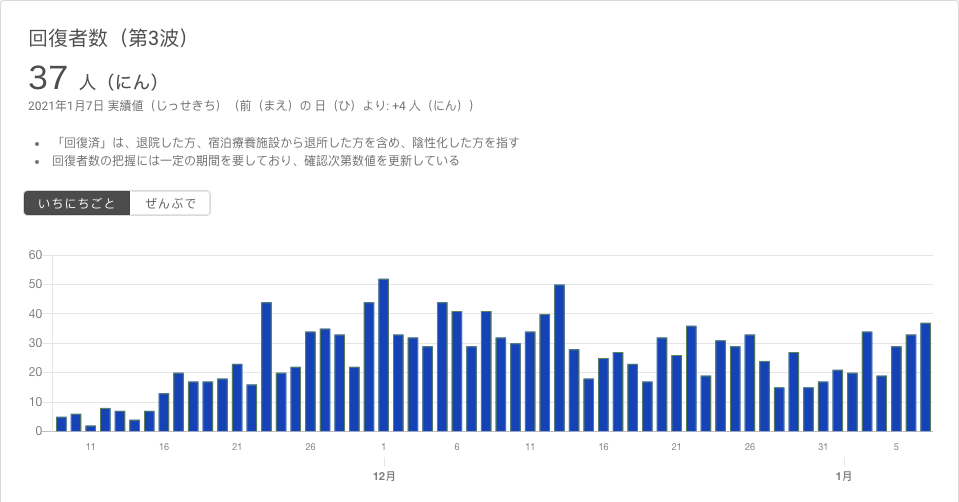 回復者数（第3波）
37 人（にん）
2021年1月7日 実績値（じっせきち）（前（まえ）の 日（ひ）より: +4 人（にん））
• 「回復済」は、退院した方、宿泊療養施設から退所した方を含め、陰性化した方を指す
• 回復者数の把握には一定の期間を要しており、確認次第数値を更新している
いちにちごと ぜんぶで
60
50
40
30
20
10
0
11 16 21 26 1 6 11 16 21 26 31 5
12月 1月